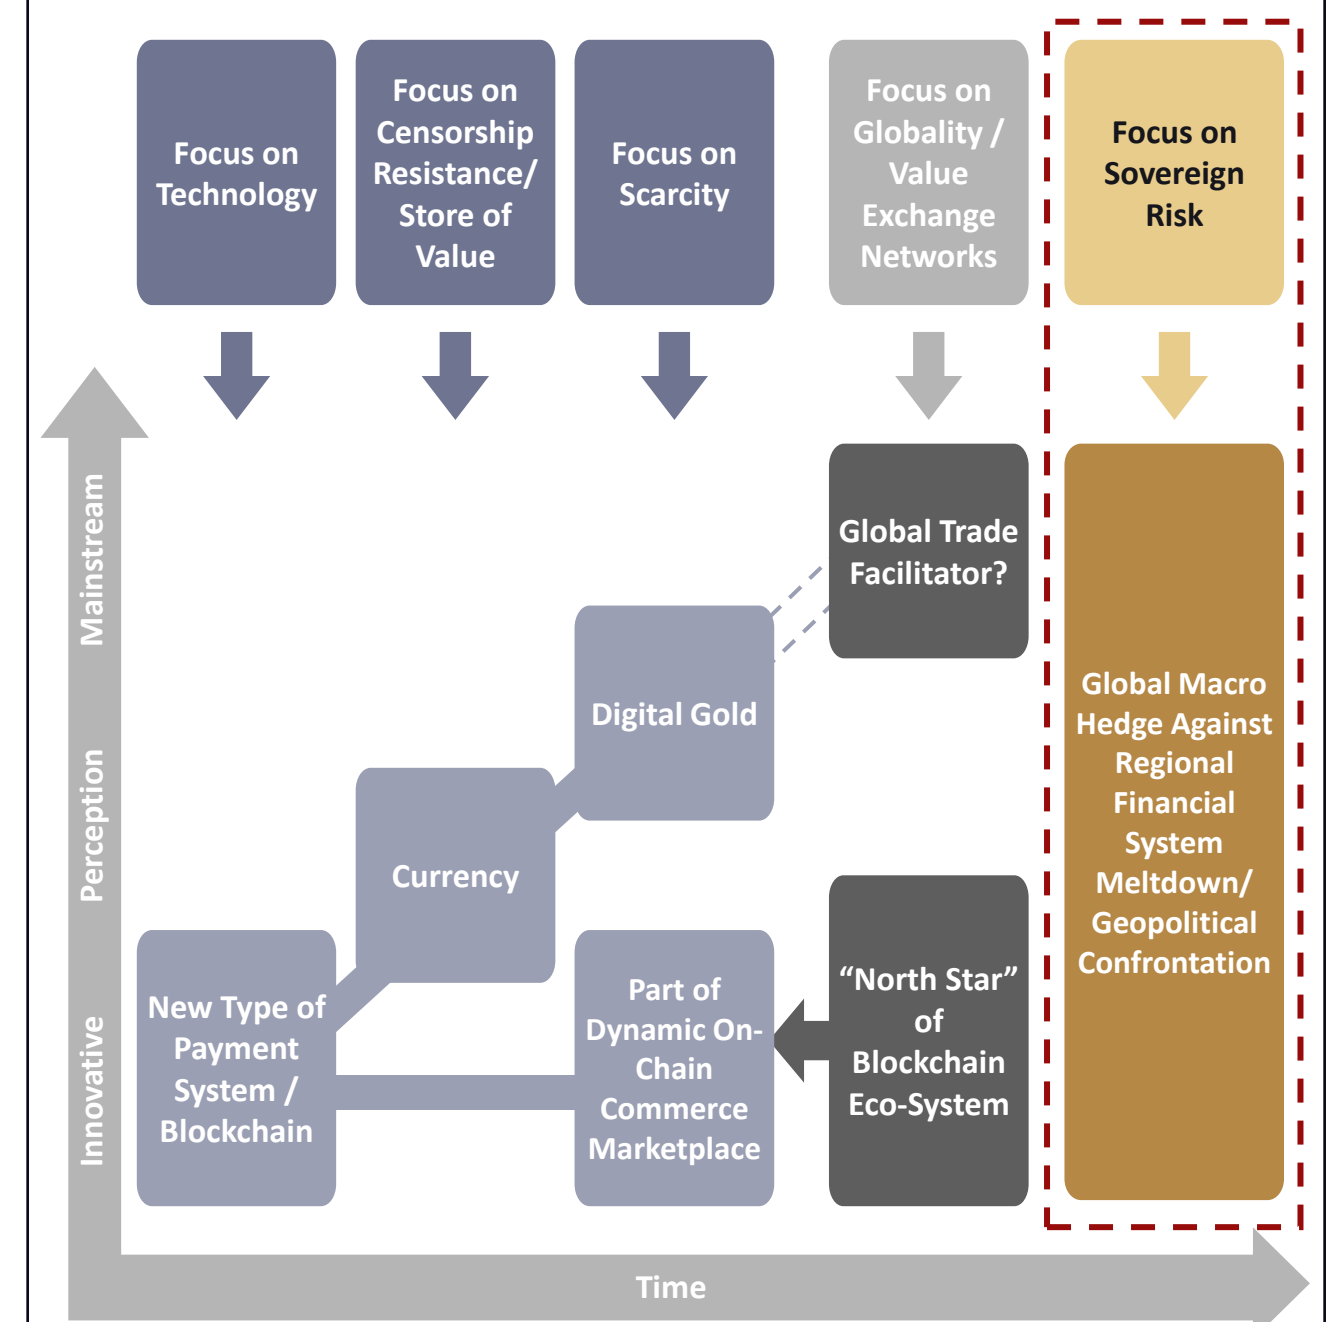 Focus on
Technology
Focus on
Censorship
Resistance/
Store of
Value
Focus on
Scarcity
Focus on
Globality /
Value
Exchange
Networks
Focus on
Sovereign
Risk
Mainstream
Perception
Innovative
Global Trade
Facilitator?
Digital Gold
Currency
New Type of
Payment
System /
Blockchain
Part of
Dynamic On-
Chain
Commerce
Marketplace
“North Star”
of
Blockchain
Eco-System
Global Macro
Hedge Against
Regional
Financial
System
Meltdown/
Geopolitical
Confrontation
Time